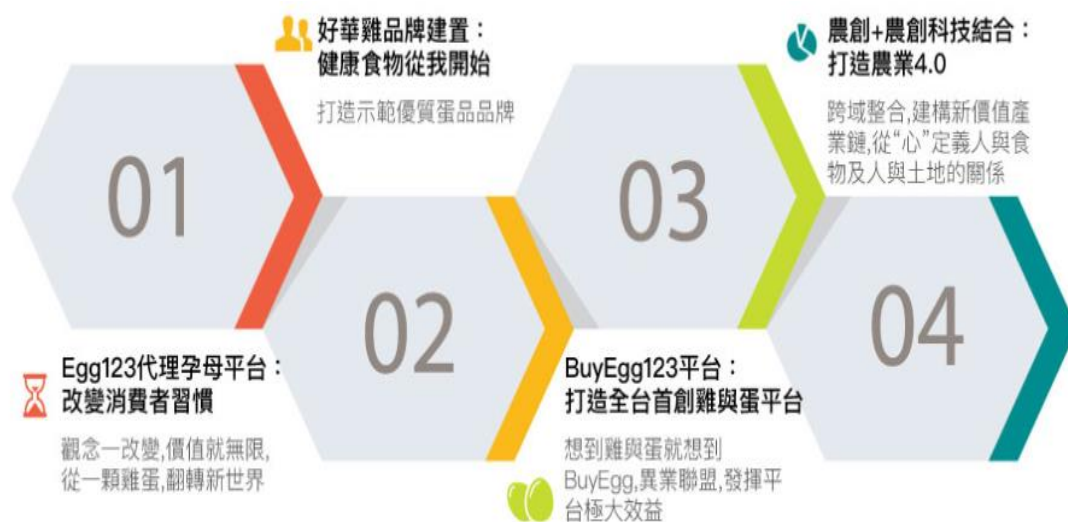 01
Egg123代理孕母平台：
改變消費者習慣
觀念一改變,價值就無限,
從一顆雞蛋,翻轉新世界
好華雞品牌建置：
健康食物從我開始
打造示範優質蛋品品牌
02
03
BuyEgg123平台：
打造全台首創雞與蛋平台
想到雞與蛋就想到
BuyEgg,異業聯盟,發揮平
台極大效益
農創+農創科技結合：
打造農業4.0
跨域整合,建構新價值產
業鏈,從“心”定義人與食
物及人與土地的關係
04